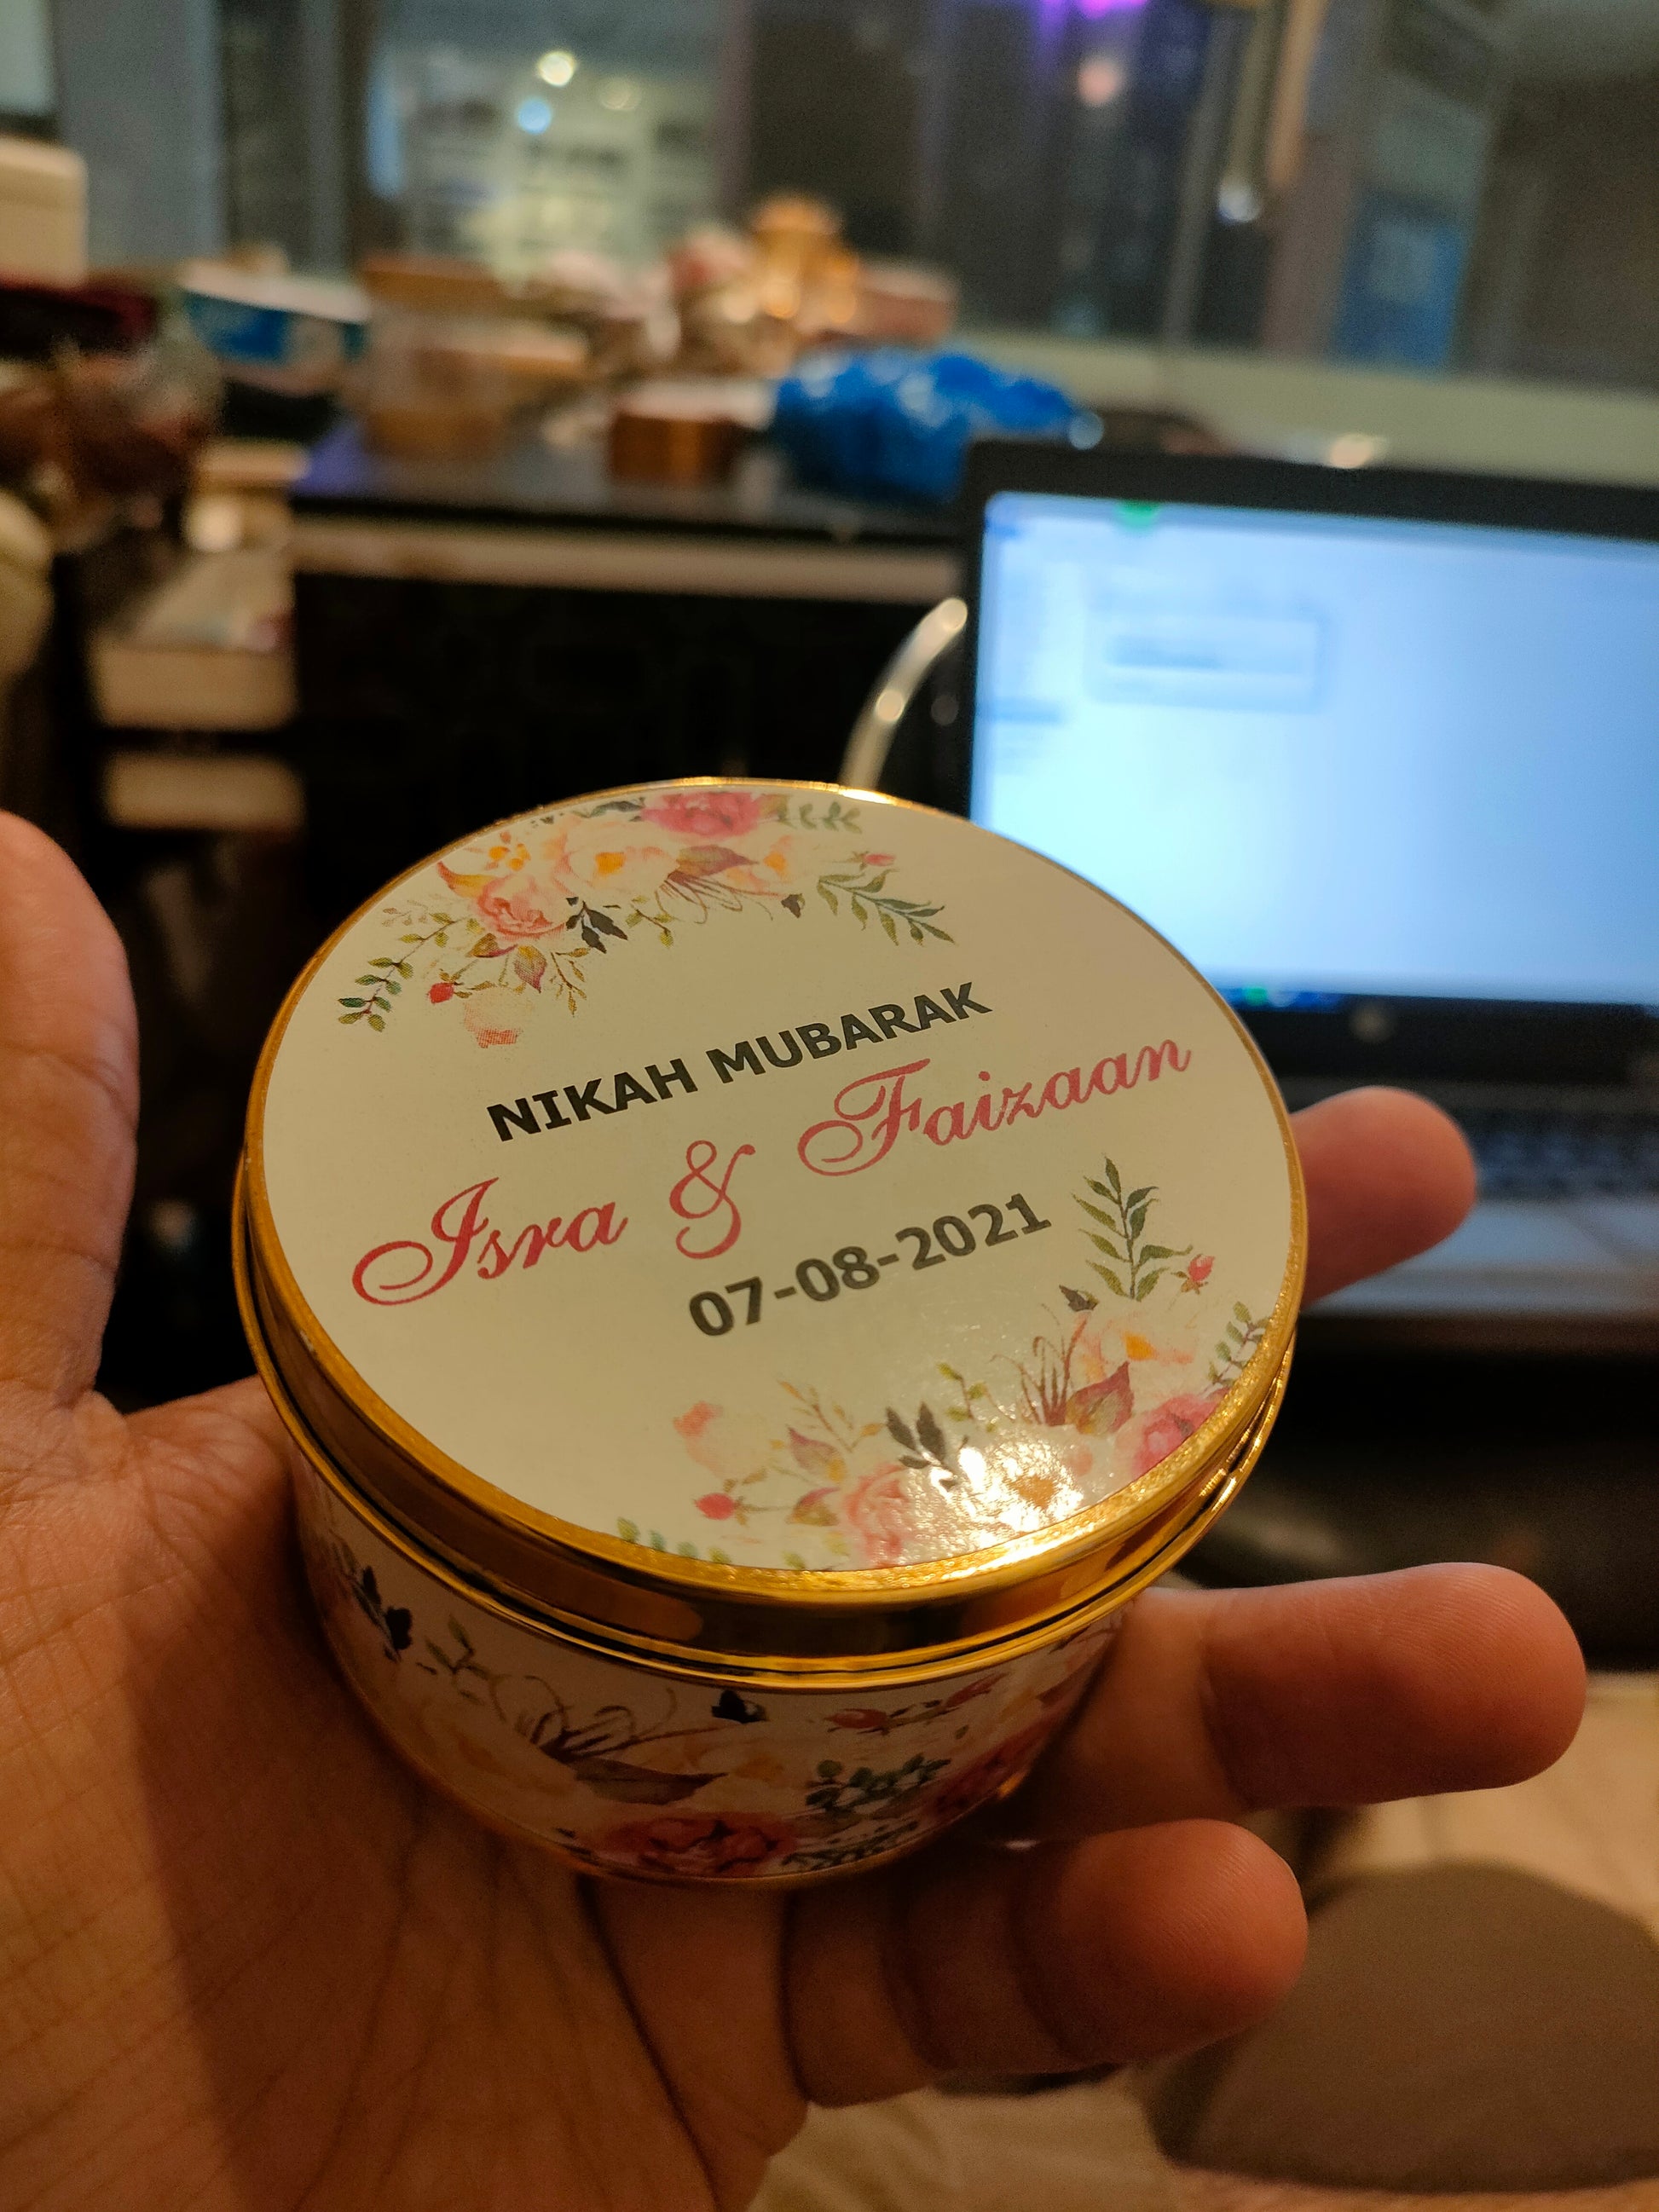 NIKAH MUBARAK
Isra & Faizaan
07-08-2021